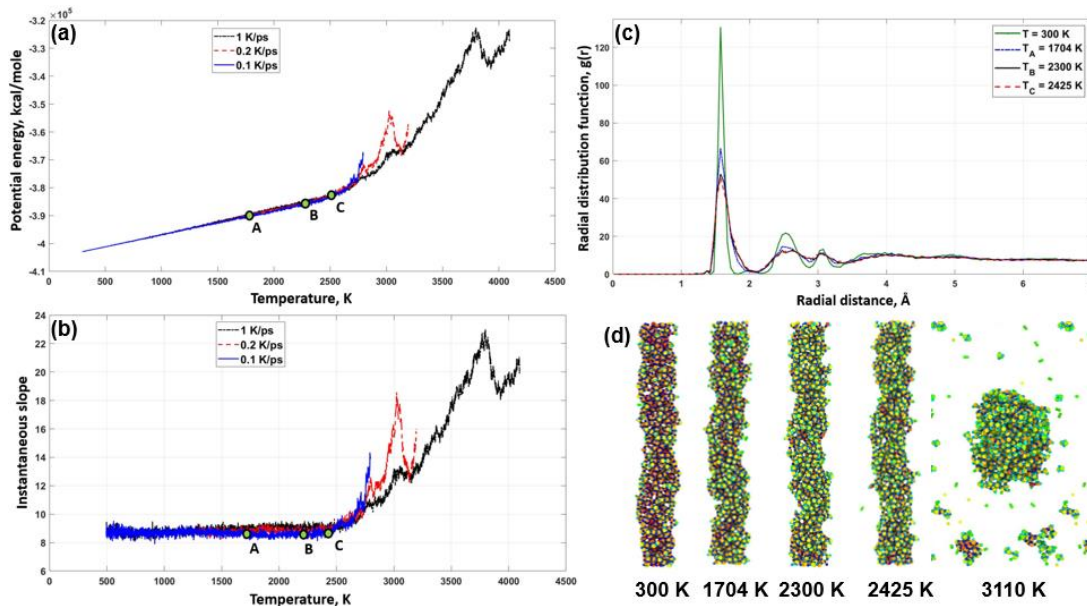 (a)
-3.2 ×10⁵
-3.3
-3.4
-3.5
-3.6
-3.7
-3.8
-3.9
-4
-4.1
0 500 1000 1500 2000 2500 3000 3500 4000 4500
Potential energy, kcal/mole
Temperature, K
1 K/ps
0.2 K/ps
0.1 K/ps
A
B
C
(b)
24
22
20
18
16
14
12
10
8
6
0 500 1000 1500 2000 2500 3000 3500 4000 4500
Instantaneous slope
Temperature, K
1 K/ps
0.2 K/ps
0.1 K/ps
A
B
C
(c)
120
100
80
60
40
20
0
0 1 2 3 4 5 6
Radial distribution function, g(r)
Radial distance, Å
T = 300 K
T_A = 1704 K
T_B = 2300 K
T_C = 2425 K
(d)
300 K 1704 K 2300 K 2425 K 3110 K